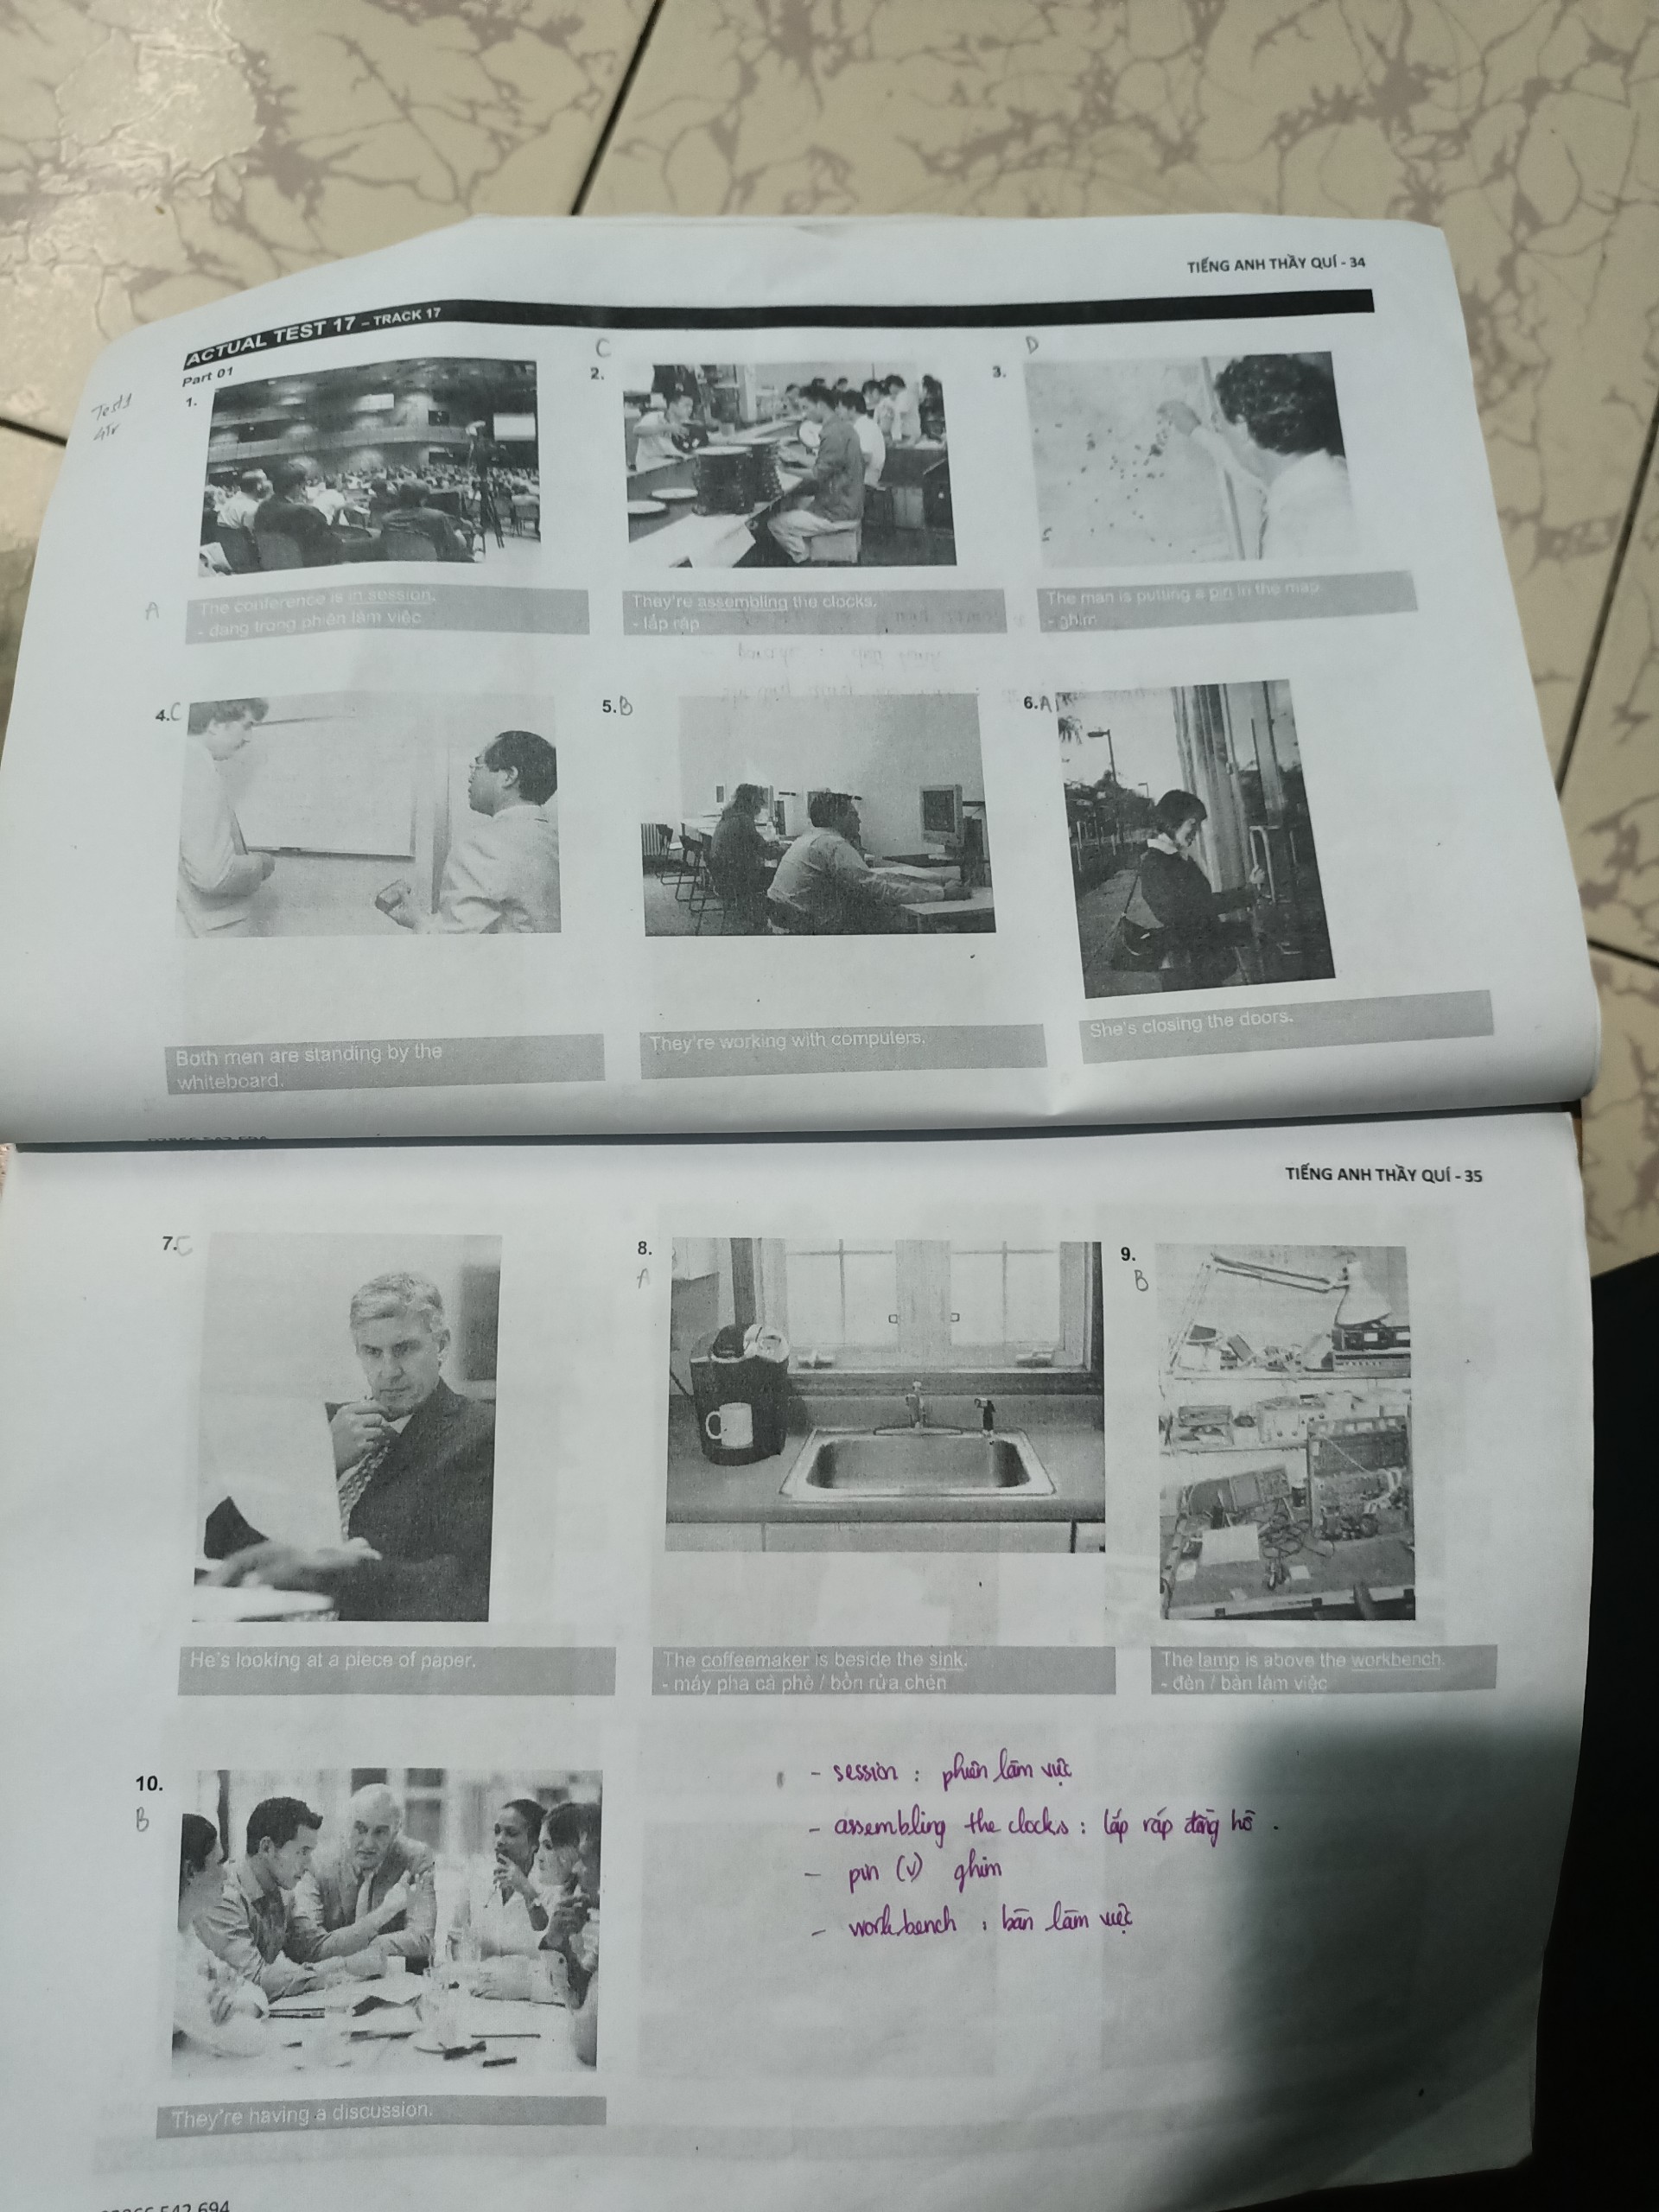 TIẾNG ANH THẦY QUÍ - 34
ACTUAL TEST 17 – TRACK 17
Part 01
Test1
1.
C
2.
D
3.
A
The conference is in session.
- đang trong phiên làm việc
They're assembling the clocks.
- lắp ráp
The man is putting a pin in the map
- ghim
4. C
5. B
6. A
Both men are standing by the
whiteboard.
They're working with computers.
She's closing the doors.
TIẾNG ANH THẦY QUÍ - 35
7. C
8.
A
9.
B
He's looking at a piece of paper.
The coffeemaker is beside the sink.
- máy pha cà phê / bồn rửa chén
The lamp is above the workbench.
- đèn / bàn làm việc
10.
B
- session : phiên làm việc
- assembling the clocks : lắp ráp đồng hồ .
- pin (v) ghim
- workbench : bàn làm việc
They're having a discussion.
542 694